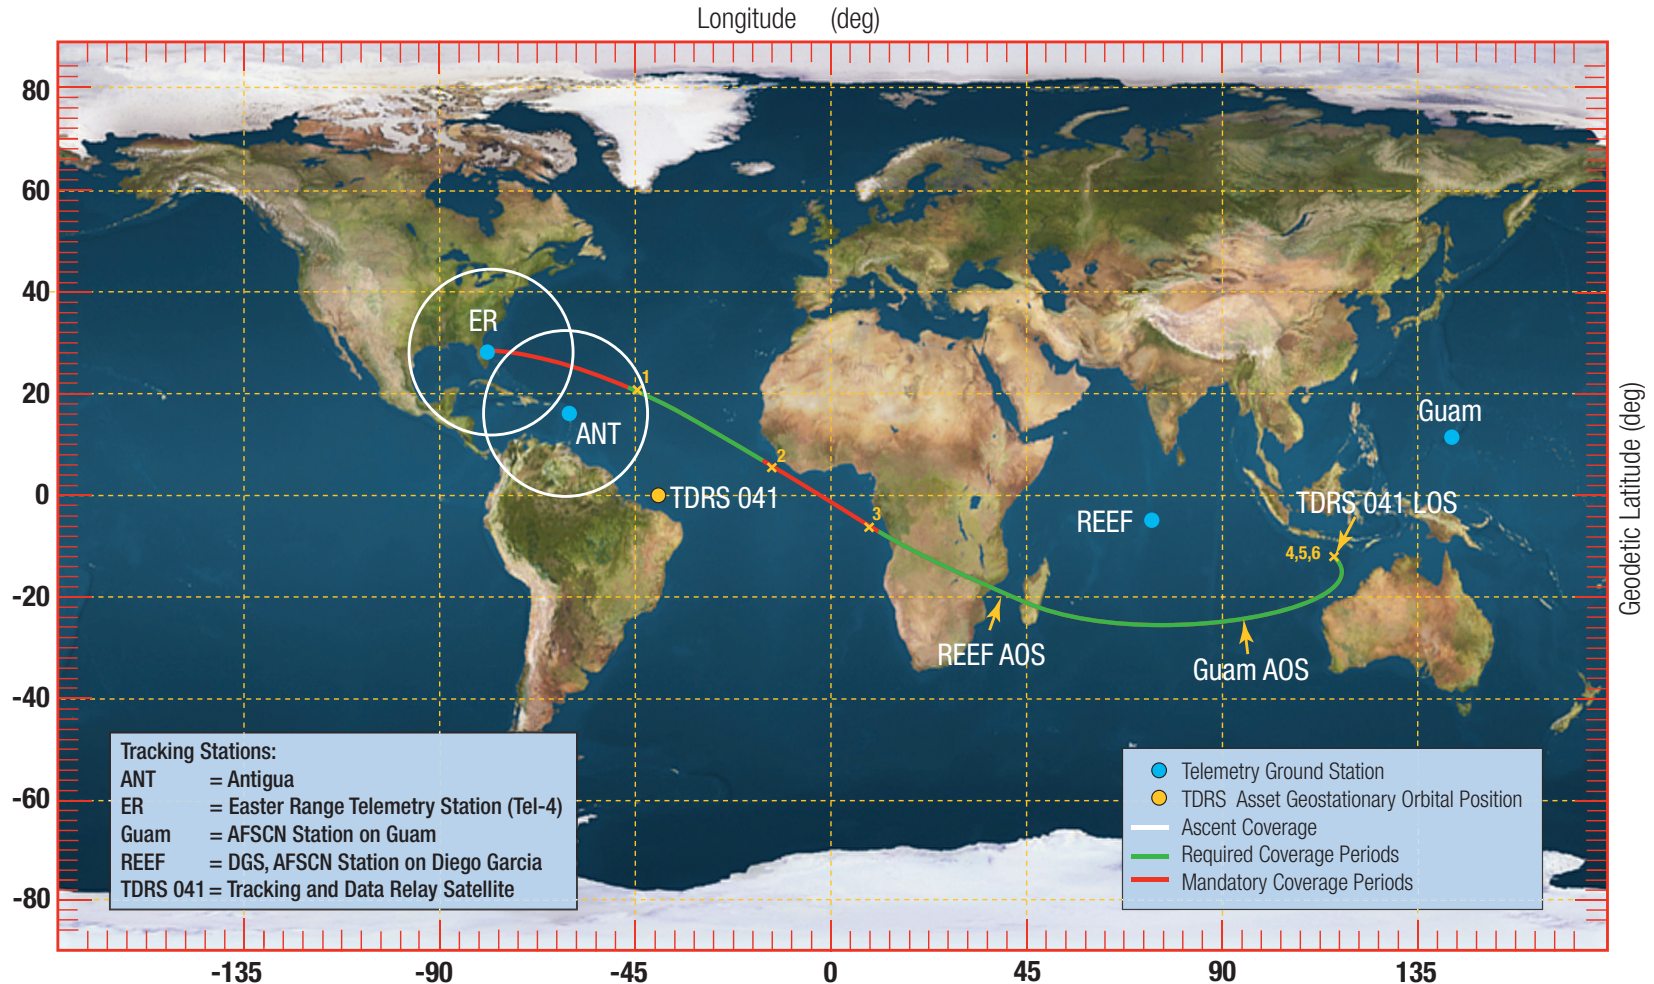 Longitude (deg)
80
60
40
20
0
-20
-40
-60
-80
ER
1
ANT
2
TDRS 041
3
REEF
Guam
TDRS 041 LOS
4,5,6
REEF AOS
Guam AOS
Geodetic Latitude (deg)
Tracking Stations:
ANT = Antigua
ER = Easter Range Telemetry Station (Tel-4)
Guam = AFSCN Station on Guam
REEF = DGS, AFSCN Station on Diego Garcia
TDRS 041 = Tracking and Data Relay Satellite
Telemetry Ground Station
TDRS Asset Geostationary Orbital Position
Ascent Coverage
Required Coverage Periods
Mandatory Coverage Periods
-135 -90 -45 0 45 90 135